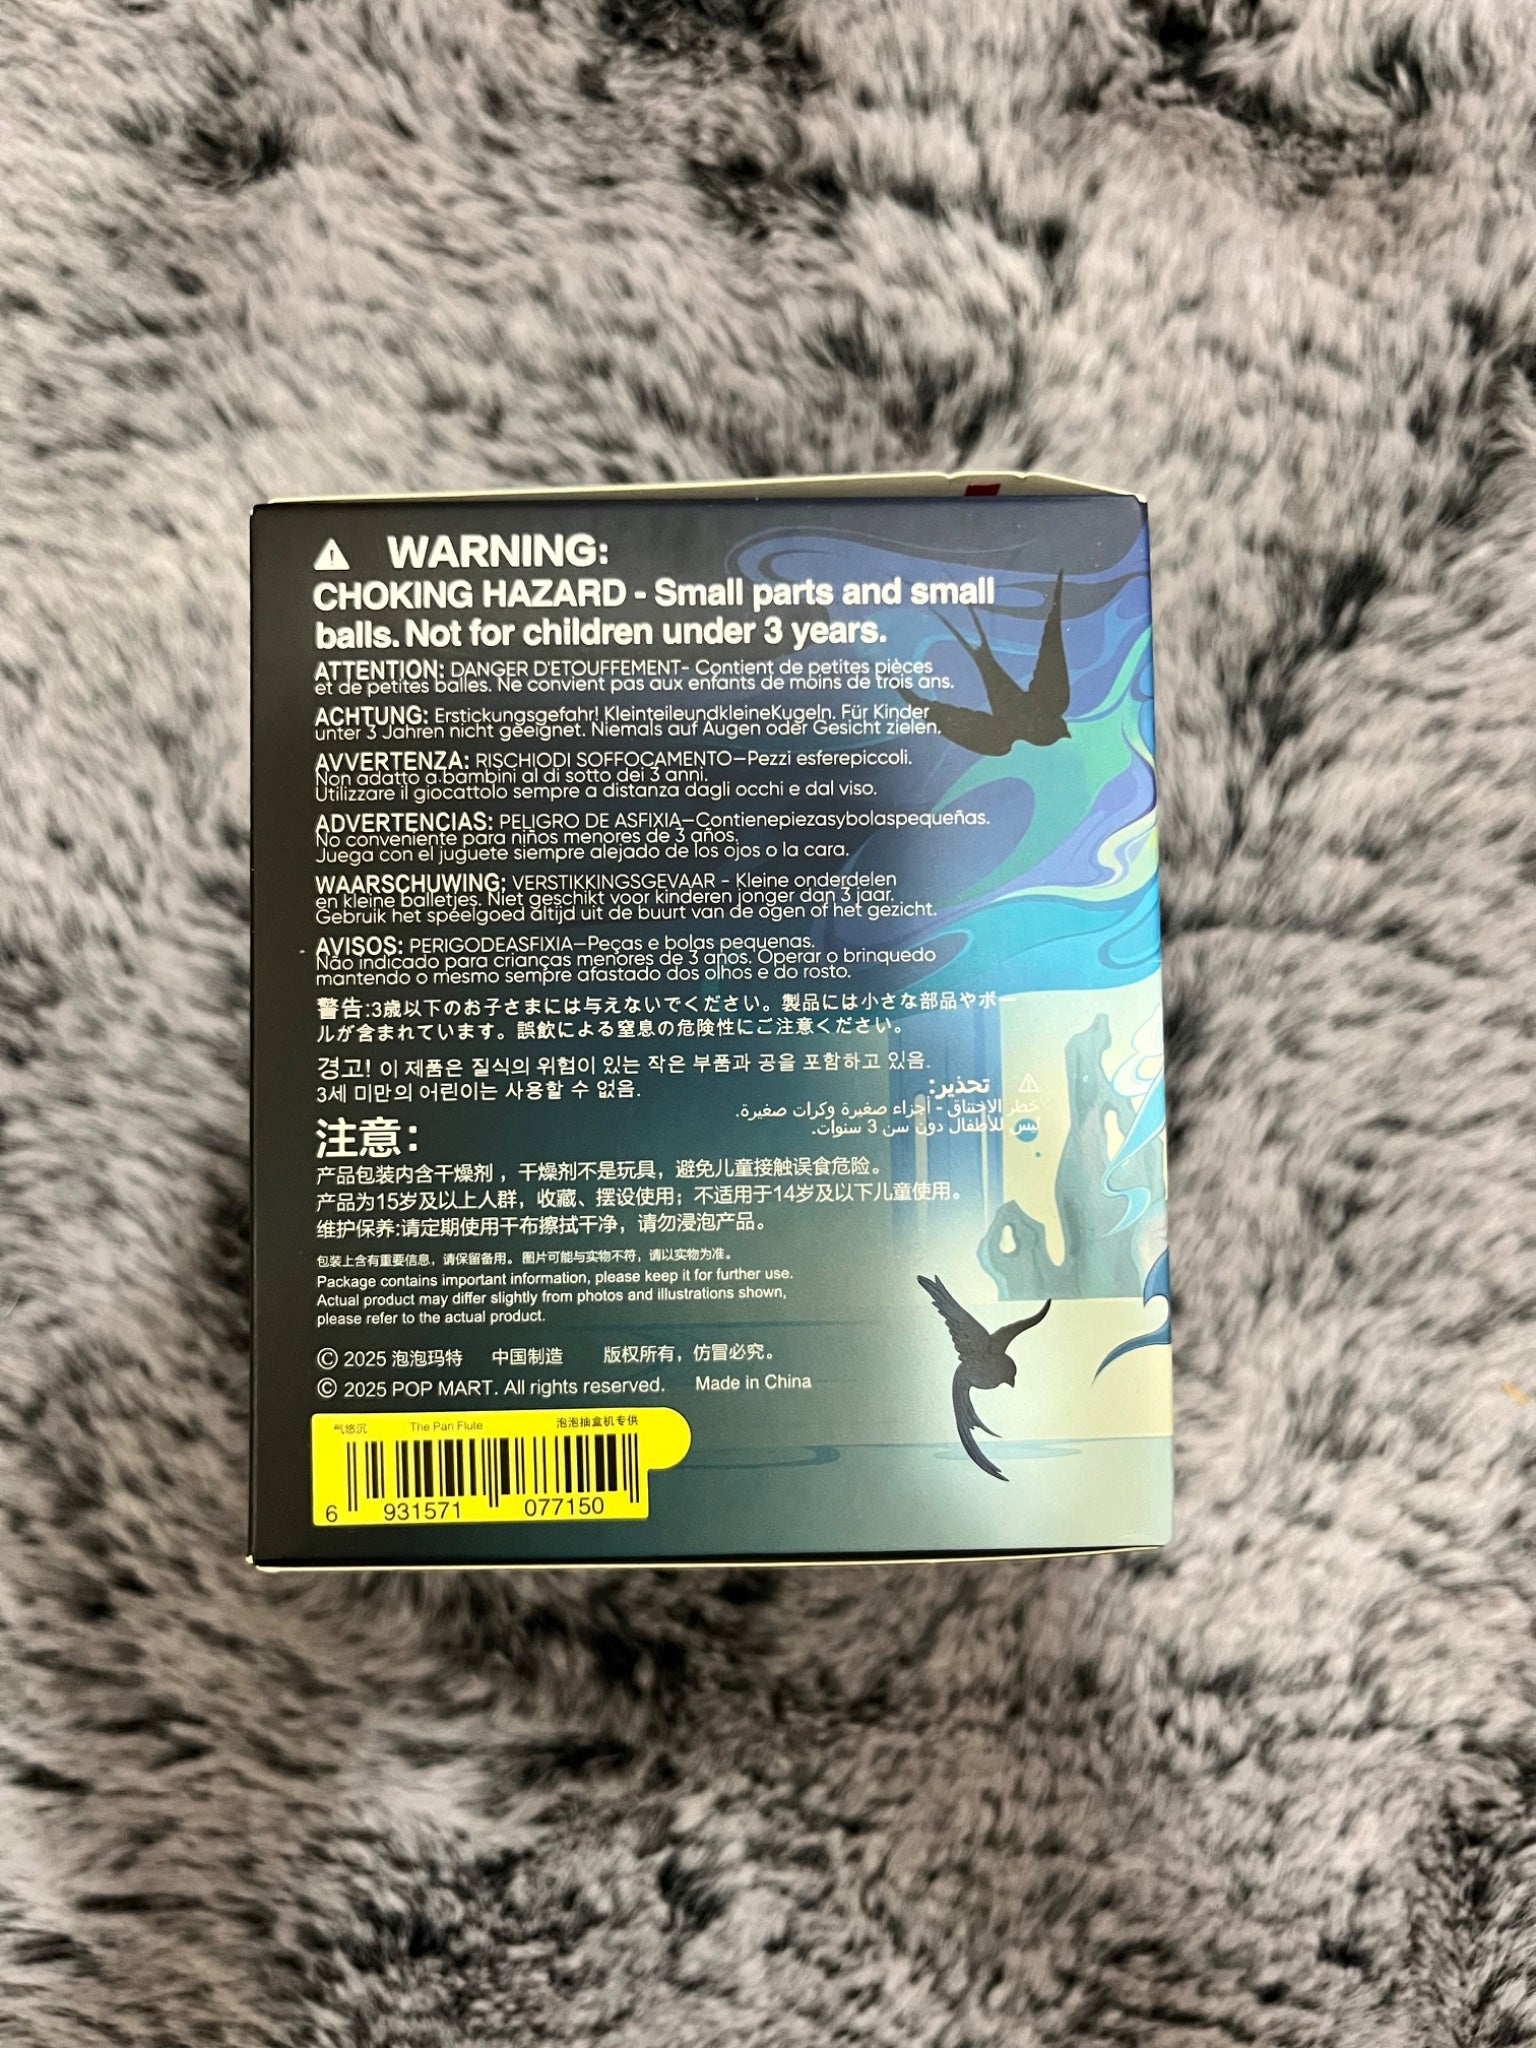 WARNING:
CHOKING HAZARD - Small parts and small
balls. Not for children under 3 years.
ATTENTION: DANGER D'ETOUFFEMENT- Contient de petites pièces
et de petites balles. Ne convient pas aux enfants de moins de trois ans.
ACHTUNG: Erstickungsgefahr! KleinteileundkleineKugeln. Für Kinder
unter 3 Jahren nicht geeignet. Niemals auf Augen oder Gesicht zielen.
AVVERTENZA: RISCHIODI SOFFOCAMENTO—Pezzi esferepiccoli.
Non adatto a bambini al di sotto dei 3 anni.
Utilizzare il giocattolo sempre a distanza dagli occhi e dal viso.
ADVERTENCIAS: PELIGRO DE ASFIXIA—Contienepiezasybolaspequeñas.
No conveniente para niños menores de 3 años.
Juega con el juguete siempre alejado de los ojos o la cara.
WAARSCHUWING; VERSTIKKINGSGEVAAR - Kleine onderdelen
en kleine balletjes. Niet geschikt voor kinderen jonger dan 3 jaar.
Gebruik het speelgoed altijd uit de buurt van de ogen of het gezicht.
AVISOS: PERIGODEASFIXIA—Peças e bolas pequenas.
Não indicado para crianças menores de 3 anos. Operar o brinquedo
mantendo o mesmo sempre afastado dos olhos e do rosto.
警告:3歳以下のお子さまには与えないでください。製品には小さな部品やボー
ルが含まれています。誤飲による窒息の危険性にご注意ください。
경고! 이 제품은 질식의 위험이 있는 작은 부품과 공을 포함하고 있음.
3세 미만의 어린이는 사용할 수 없음.
تحذير:
خطر الاختناق - أجزاء صغيرة وكرات صغيرة.
ليس للأطفال دون سن 3 سنوات.
注意：
产品包装内含干燥剂，干燥剂不是玩具，避免儿童接触误食危险。
产品为15岁及以上人群，收藏、摆设使用；不适用于14岁及以下儿童使用。
维护保养:请定期使用干布擦拭干净，请勿浸泡产品。
包装上含有重要信息，请保留备用。图片可能与实物不符，请以实物为准。
Package contains important information, please keep it for further use.
Actual product may differ slightly from photos and illustrations shown,
please refer to the actual product.
© 2025 泡泡玛特 中国制造 版权所有，仿冒必究。
© 2025 POP MART. All rights reserved. Made in China
气悠沉 The Pan Flute 泡泡抽盒机专供
6 931571 077150